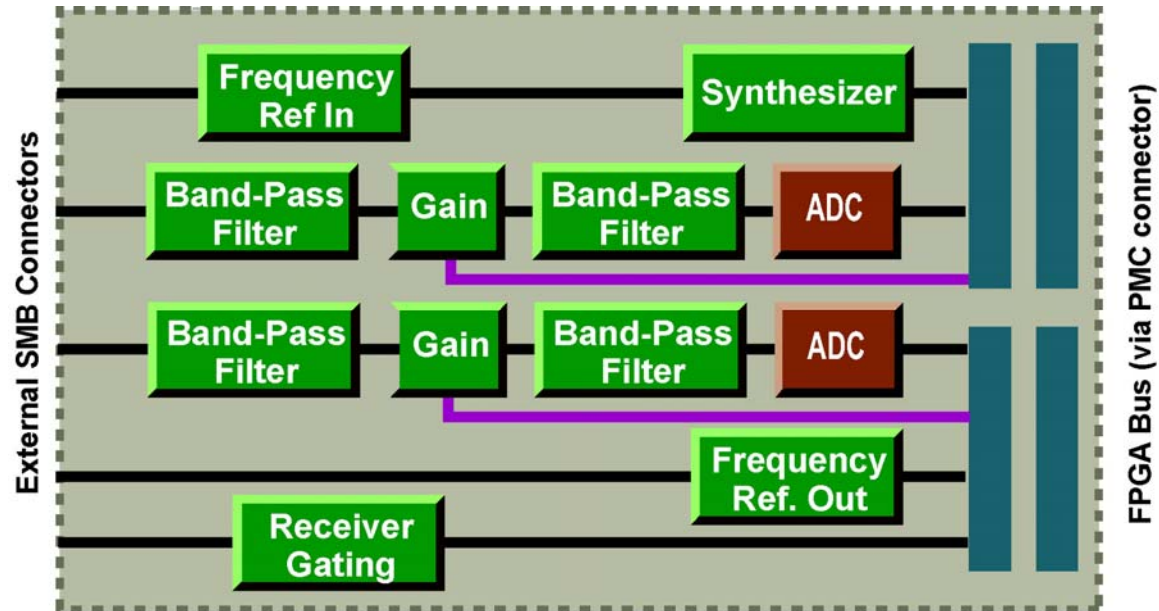 External SMB Connectors
Frequency
Ref In
Synthesizer
Band-Pass
Filter
Gain
Band-Pass
Filter
ADC
Band-Pass
Filter
Gain
Band-Pass
Filter
ADC
Frequency
Ref. Out
Receiver
Gating
FPGA Bus (via PMC connector)